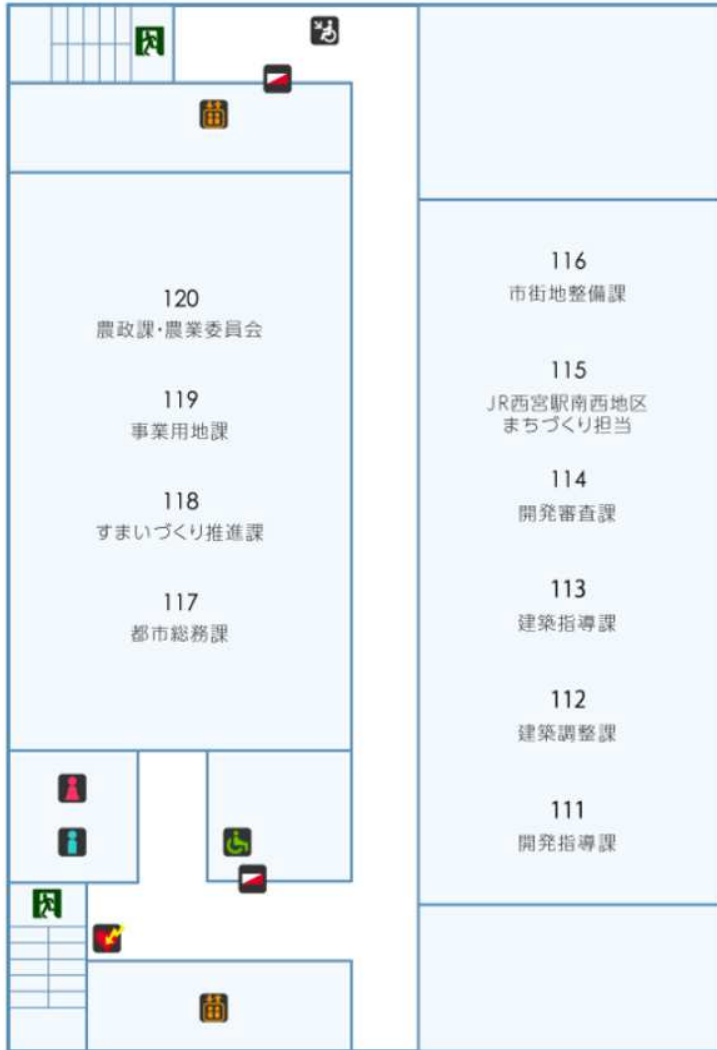 120
農政課・農業委員会
119
事業用地課
118
すまいづくり推進課
117
都市総務課
116
市街地整備課
115
JR西宮駅南西地区
まちづくり担当
114
開発審査課
113
建築指導課
112
建築調整課
111
開発指導課